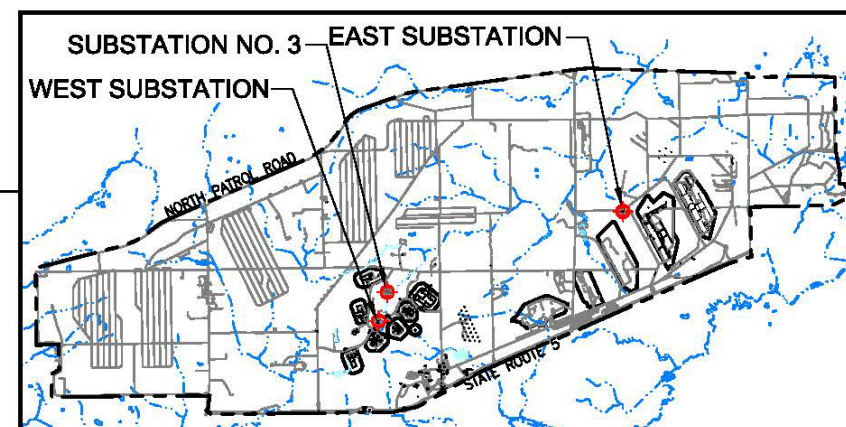 SUBSTATION NO. 3
EAST SUBSTATION
WEST SUBSTATION
NORTH PATROL ROAD
STATE ROUTE 5